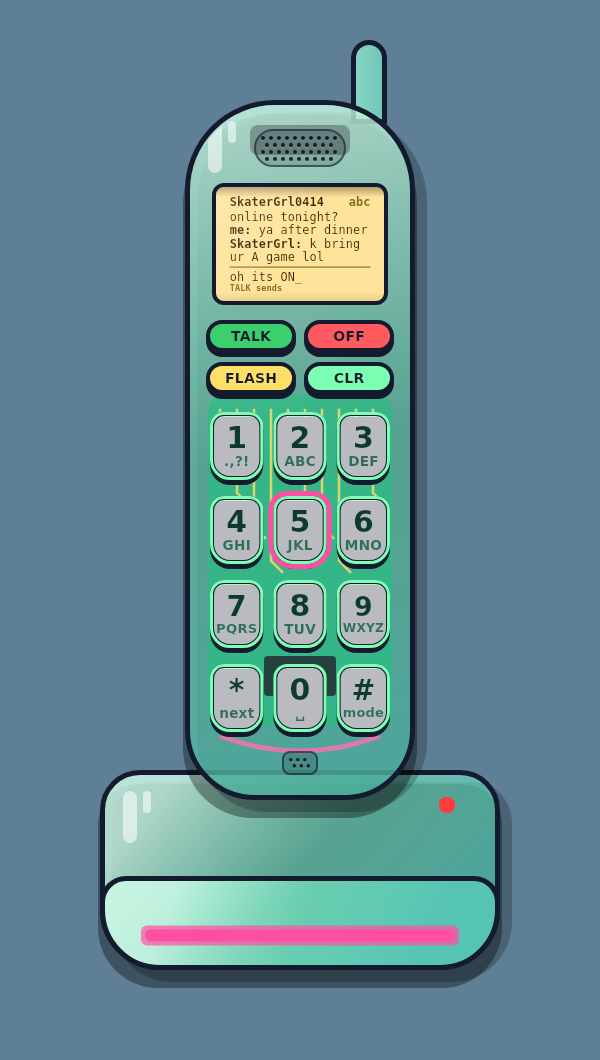 SkaterGrl0414 abc
online tonight?
me: ya after dinner
SkaterGrl: k bring
ur A game lol
oh its ON_
TALK sends
TALK OFF
FLASH CLR
1 2 3
.,?! ABC DEF
4 5 6
GHI JKL MNO
7 8 9
PQRS TUV WXYZ
* 0 #
next ␣ mode